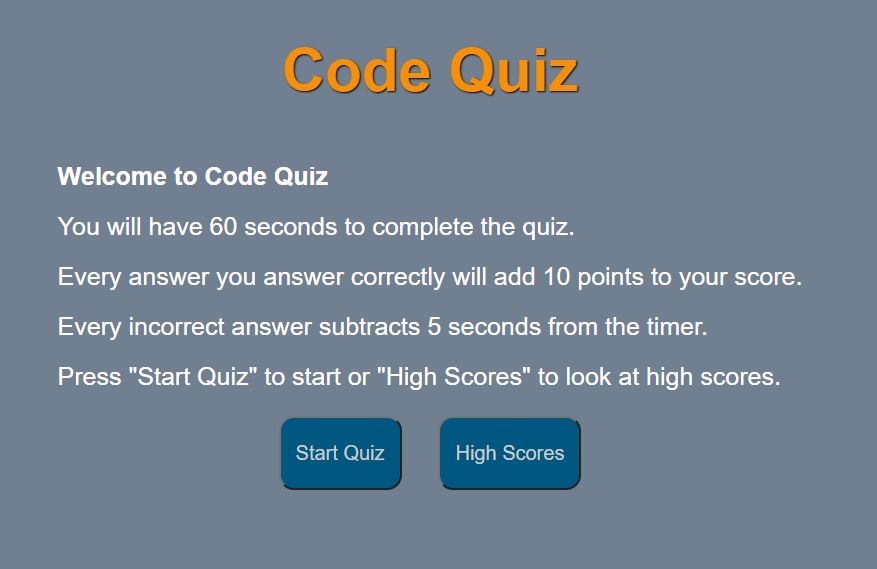 Code Quiz
Welcome to Code Quiz
You will have 60 seconds to complete the quiz.
Every answer you answer correctly will add 10 points to your score.
Every incorrect answer subtracts 5 seconds from the timer.
Press "Start Quiz" to start or "High Scores" to look at high scores.
Start Quiz
High Scores